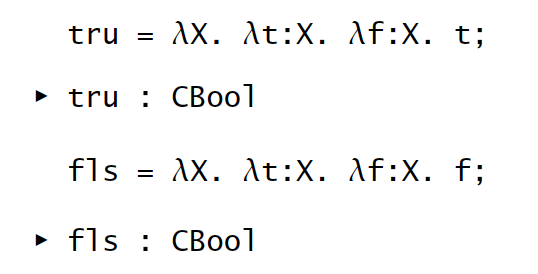 tru = λX. λt:X. λf:X. t;
▸ tru : CBool
fls = λX. λt:X. λf:X. f;
▸ fls : CBool